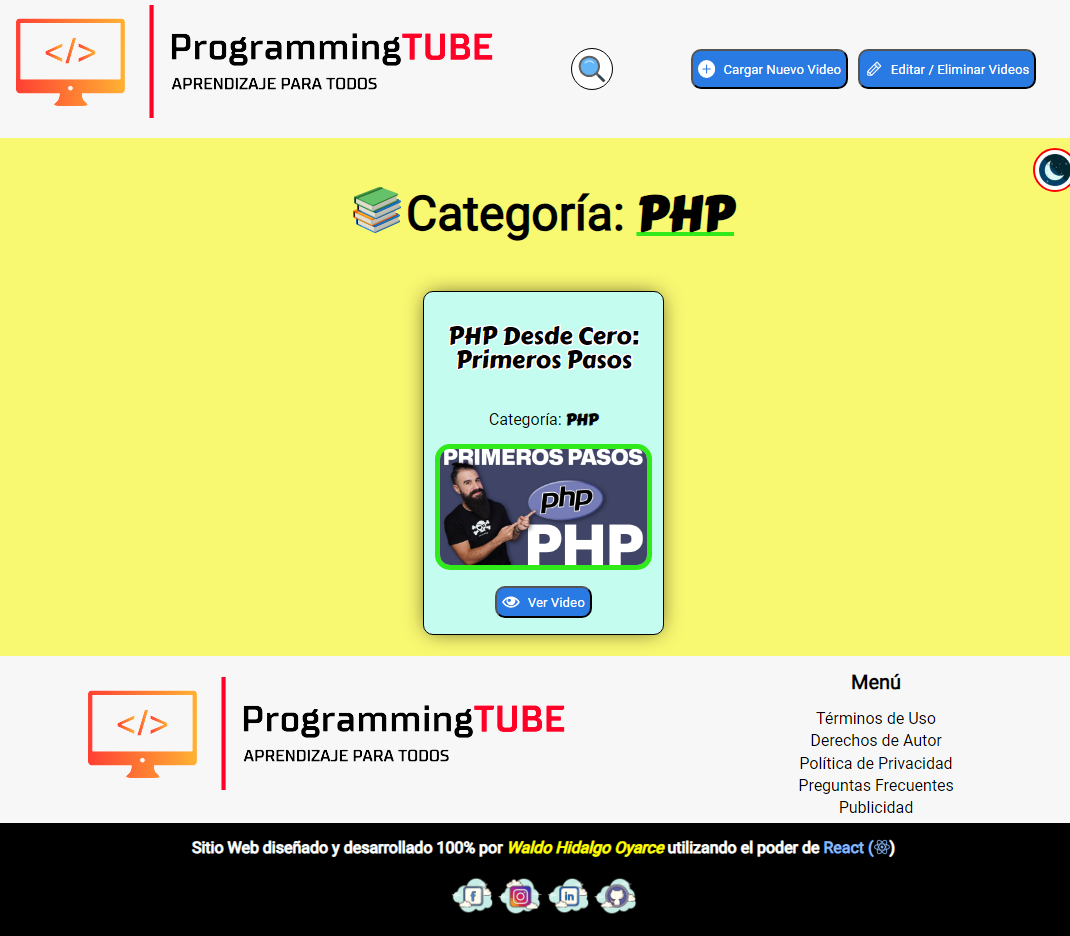 </>
ProgrammingTUBE
APRENDIZAJE PARA TODOS
Cargar Nuevo Video
Editar / Eliminar Videos
Categoría: PHP
PHP Desde Cero:
Primeros Pasos
Categoría: PHP
PRIMEROS PASOS
php
PHP
Ver Video
</>
ProgrammingTUBE
APRENDIZAJE PARA TODOS
Menú
Términos de Uso
Derechos de Autor
Política de Privacidad
Preguntas Frecuentes
Publicidad
Sitio Web diseñado y desarrollado 100% por Waldo Hidalgo Oyarce utilizando el poder de React ()
f
in